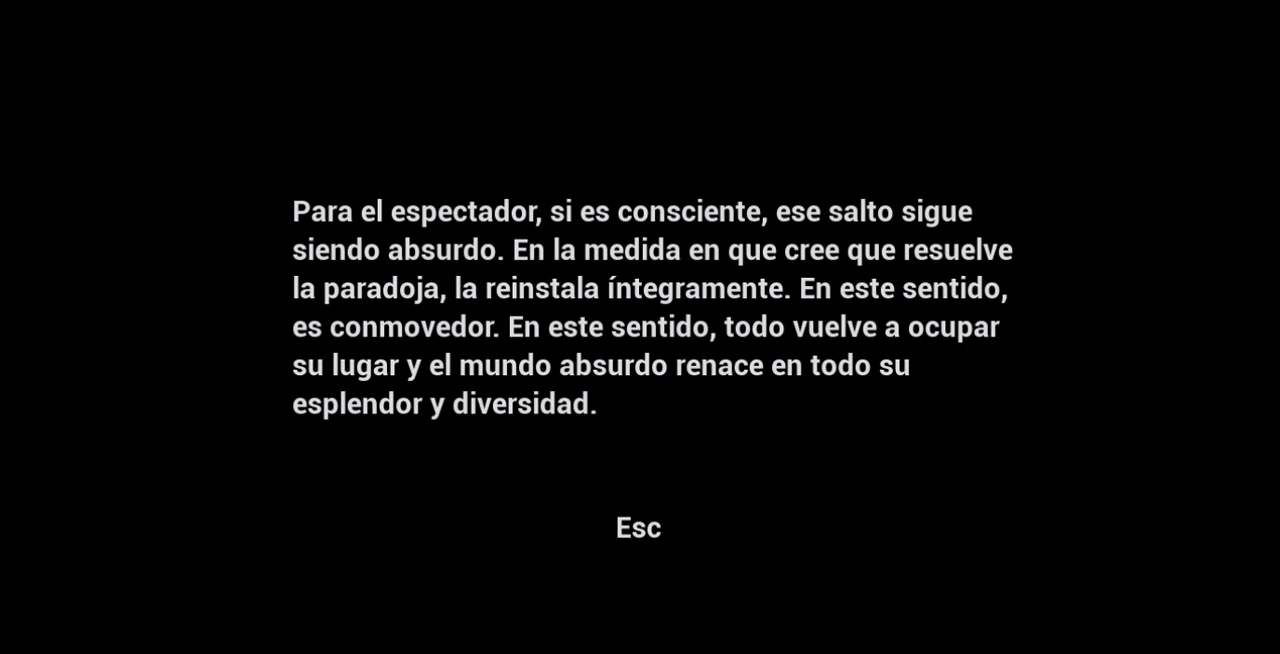 Para el espectador, si es consciente, ese salto sigue
siendo absurdo. En la medida en que cree que resuelve
la paradoja, la reinstala íntegramente. En este sentido,
es conmovedor. En este sentido, todo vuelve a ocupar
su lugar y el mundo absurdo renace en todo su
esplendor y diversidad.
Esc